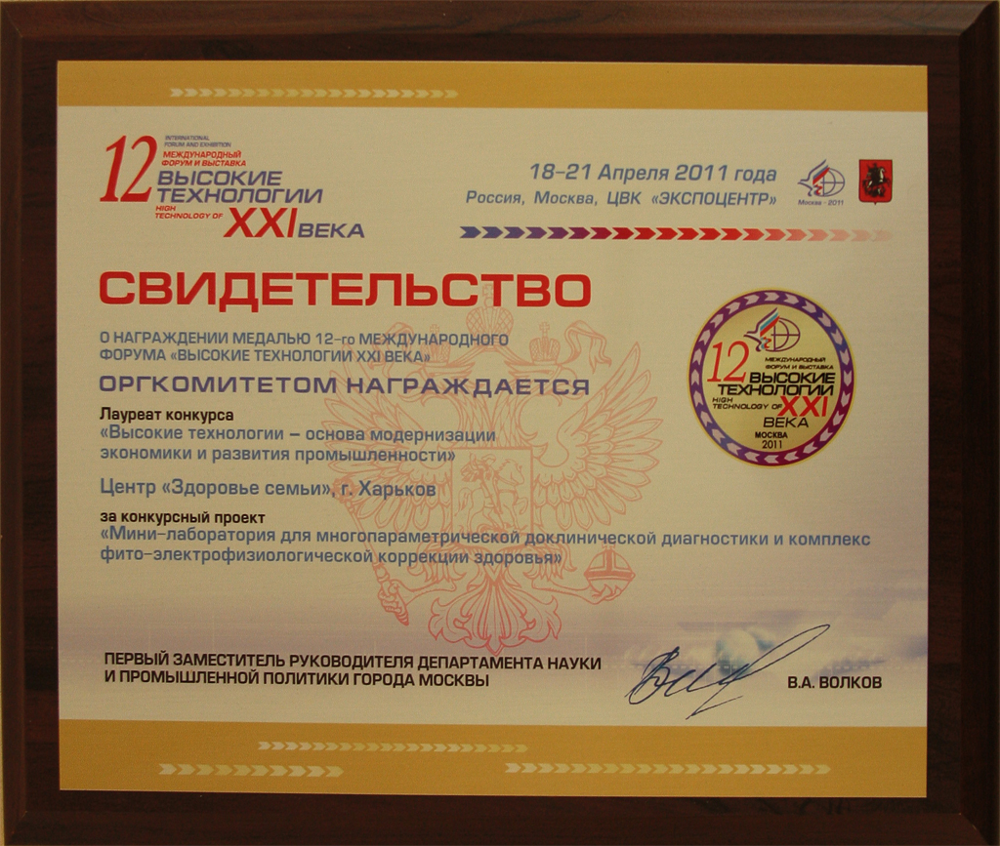 12
INTERNATIONAL
FORUM AND EXHIBITION
МЕЖДУНАРОДНЫЙ
ФОРУМ И ВЫСТАВКА
ВЫСОКИЕ
ТЕХНОЛОГИИ
HIGH
TECHNOLOGY OF
XXI ВЕКА
18-21 Апреля 2011 года
Россия, Москва, ЦВК «ЭКСПОЦЕНТР»
Москва - 2011
СВИДЕТЕЛЬСТВО
О НАГРАЖДЕНИИ МЕДАЛЬЮ 12-го МЕЖДУНАРОДНОГО
ФОРУМА «ВЫСОКИЕ ТЕХНОЛОГИИ XXI ВЕКА»
ОРГКОМИТЕТОМ НАГРАЖДАЕТСЯ
Лауреат конкурса
«Высокие технологии – основа модернизации
экономики и развития промышленности»
Центр «Здоровье семьи», г. Харьков
за конкурсный проект
«Мини-лаборатория для многопараметрической доклинической диагностики и комплекс
фито-электрофизиологической коррекции здоровья»
12
МЕЖДУНАРОДНЫЙ
ФОРУМ И ВЫСТАВКА
ВЫСОКИЕ
ТЕХНОЛОГИИ
HIGH
TECHNOLOGY OF
XXI
ВЕКА
МОСКВА
2011
ПЕРВЫЙ ЗАМЕСТИТЕЛЬ РУКОВОДИТЕЛЯ ДЕПАРТАМЕНТА НАУКИ
И ПРОМЫШЛЕННОЙ ПОЛИТИКИ ГОРОДА МОСКВЫ
В.А. ВОЛКОВ